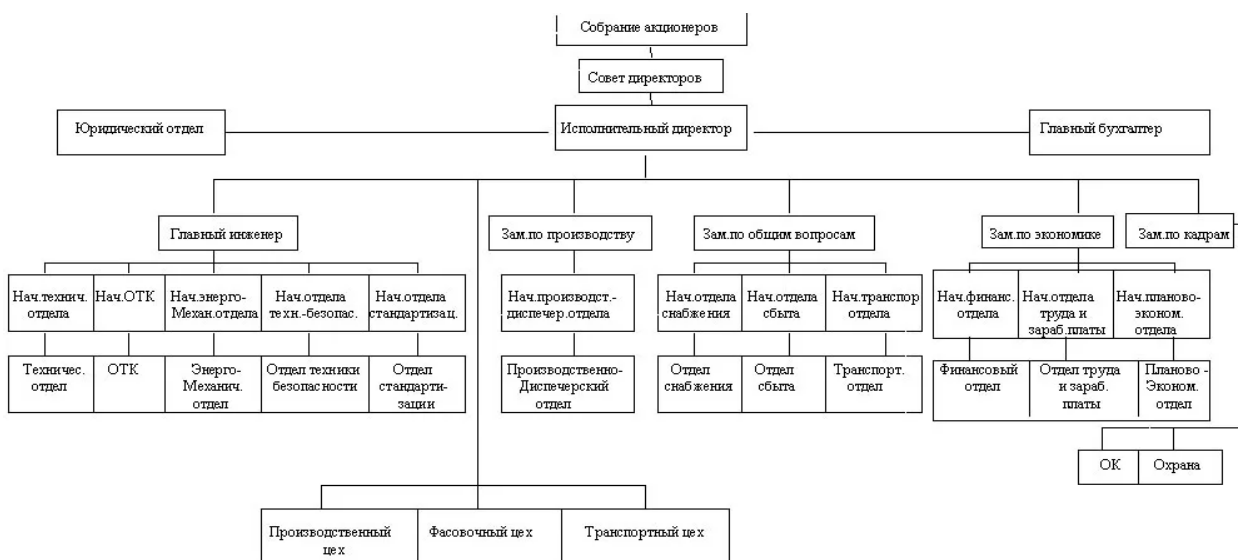 Собрание акционеров
Совет директоров
Юридический отдел
Исполнительный директор
Главный бухгалтер
Главный инженер
Зам.по производству
Зам.по общим вопросам
Зам.по экономике
Зам.по кадрам
Нач.технич.
отдела
Нач.ОТК
Нач.энерго-
Механ.отдела
Нач.отдела
техн.-безопас.
Нач.отдела
стандартизац.
Нач.производст.-
диспечер.отдела
Нач.отдела
снабжения
Нач.отдела
сбыта
Нач.транспор
отдела
Нач.финанс.
отдела
Нач.отдела
труда и
зараб.платы
Нач.планово-
эконом.
отдела
Техничес.
отдел
ОТК
Энерго-
Механич.
отдел
Отдел техники
безопасности
Отдел
стандарти-
зации
Производственно-
Диспечерский
отдел
Отдел
снабжения
Отдел
сбыта
Транспорт.
отдел
Финансовый
отдел
Отдел труда
и зараб.
платы
Планово -
Эконом.
отдел
ОК
Охрана
Производственный
цех
Фасовочный цех
Транспортный цех